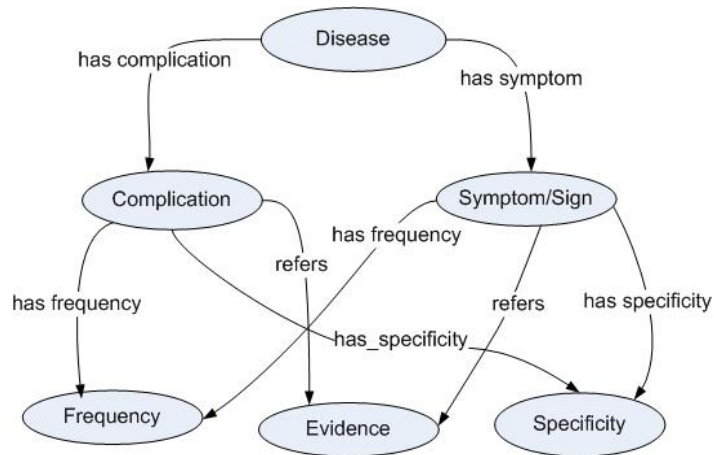 Disease
has complication
has symptom
Complication
Symptom/Sign
has frequency
refers
has frequency
refers
has specificity
has_specificity
Frequency
Evidence
Specificity